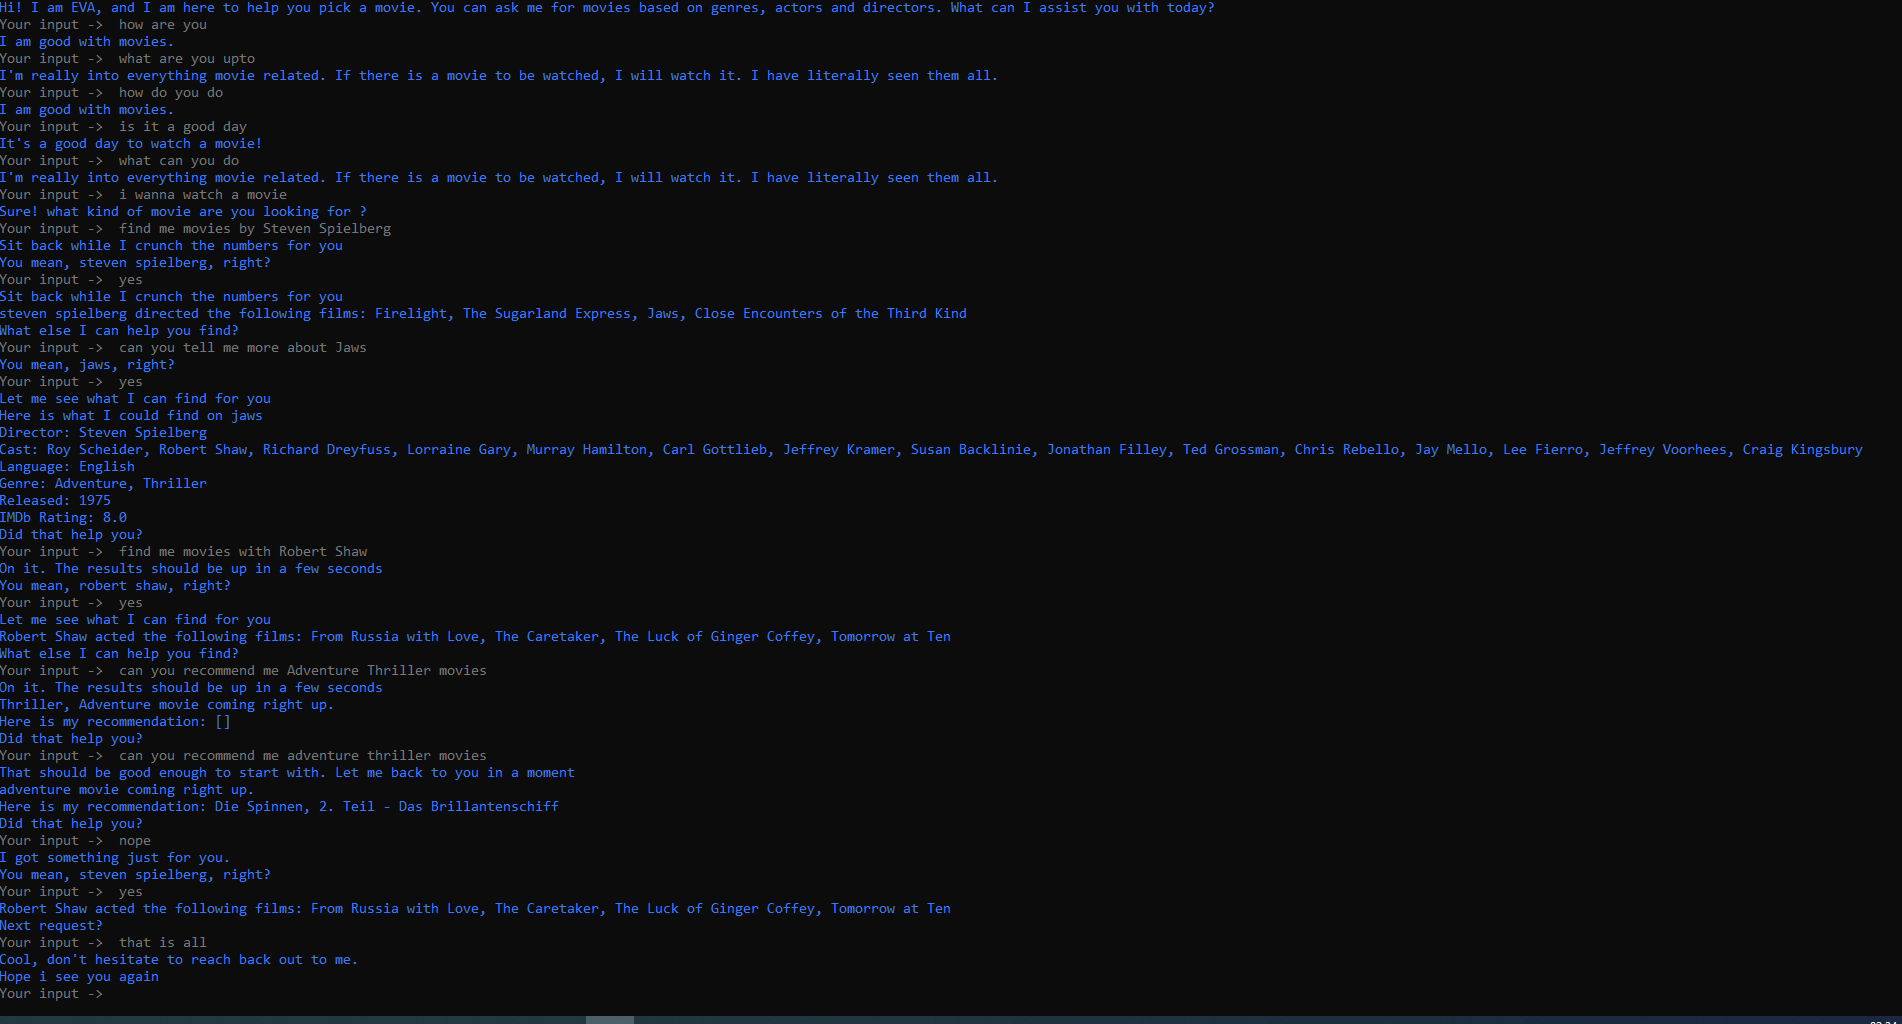 Hi! I am EVA, and I am here to help you pick a movie. You can ask me for movies based on genres, actors and directors. What can I assist you with today?
Your input ->  how are you
I am good with movies.
Your input ->  what are you upto
I'm really into everything movie related. If there is a movie to be watched, I will watch it. I have literally seen them all.
Your input ->  how do you do
I am good with movies.
Your input ->  is it a good day
It's a good day to watch a movie!
Your input ->  what can you do
I'm really into everything movie related. If there is a movie to be watched, I will watch it. I have literally seen them all.
Your input ->  i wanna watch a movie
Sure! what kind of movie are you looking for ?
Your input ->  find me movies by Steven Spielberg
Sit back while I crunch the numbers for you
You mean, steven spielberg, right?
Your input ->  yes
Sit back while I crunch the numbers for you
steven spielberg directed the following films: Firelight, The Sugarland Express, Jaws, Close Encounters of the Third Kind
What else I can help you find?
Your input ->  can you tell me more about Jaws
You mean, jaws, right?
Your input ->  yes
Let me see what I can find for you
Here is what I could find on jaws
Director: Steven Spielberg
Cast: Roy Scheider, Robert Shaw, Richard Dreyfuss, Lorraine Gary, Murray Hamilton, Carl Gottlieb, Jeffrey Kramer, Susan Backlinie, Jonathan Filley, Ted Grossman, Chris Rebello, Jay Mello, Lee Fierro, Jeffrey Voorhees, Craig Kingsbury
Language: English
Genre: Adventure, Thriller
Released: 1975
IMDb Rating: 8.0
Did that help you?
Your input ->  find me movies with Robert Shaw
On it. The results should be up in a few seconds
You mean, robert shaw, right?
Your input ->  yes
Let me see what I can find for you
Robert Shaw acted the following films: From Russia with Love, The Caretaker, The Luck of Ginger Coffey, Tomorrow at Ten
What else I can help you find?
Your input ->  can you recommend me Adventure Thriller movies
On it. The results should be up in a few seconds
Thriller, Adventure movie coming right up.
Here is my recommendation: []
Did that help you?
Your input ->  can you recommend me adventure thriller movies
That should be good enough to start with. Let me back to you in a moment
adventure movie coming right up.
Here is my recommendation: Die Spinnen, 2. Teil - Das Brillantenschiff
Did that help you?
Your input ->  nope
I got something just for you.
You mean, steven spielberg, right?
Your input ->  yes
Robert Shaw acted the following films: From Russia with Love, The Caretaker, The Luck of Ginger Coffey, Tomorrow at Ten
Next request?
Your input ->  that is all
Cool, don't hesitate to reach back out to me.
Hope i see you again
Your input ->